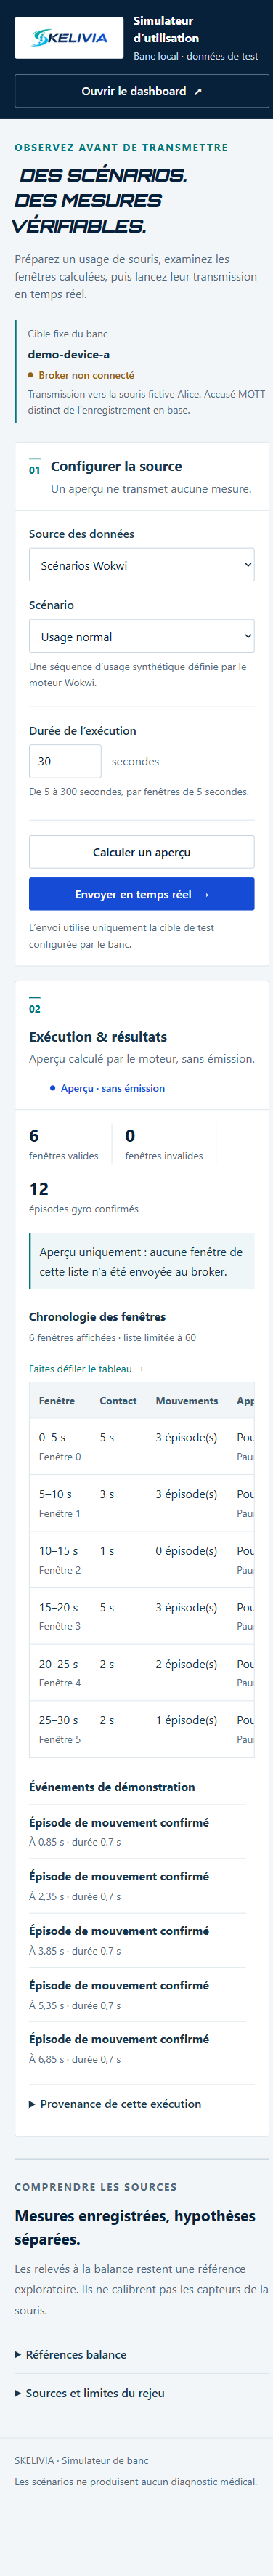 SKELIVIA
Simulateur
d'utilisation
Banc local · données de test
Ouvrir le dashboard ↗
OBSERVEZ AVANT DE TRANSMETTRE
DES SCÉNARIOS.
DES MESURES
VÉRIFIABLES.
Préparez un usage de souris, examinez les
fenêtres calculées, puis lancez leur transmission
en temps réel.
Cible fixe du banc
demo-device-a
Broker non connecté
Transmission vers la souris fictive Alice. Accusé MQTT
distinct de l'enregistrement en base.
01 Configurer la source
Un aperçu ne transmet aucune mesure.
Source des données
Scénarios Wokwi
Scénario
Usage normal
Une séquence d'usage synthétique définie par le
moteur Wokwi.
Durée de l'exécution
30 secondes
De 5 à 300 secondes, par fenêtres de 5 secondes.
Calculer un aperçu
Envoyer en temps réel →
L'envoi utilise uniquement la cible de test
configurée par le banc.
02
Exécution & résultats
Aperçu calculé par le moteur, sans émission.
Aperçu · sans émission
6 0
fenêtres valides fenêtres invalides
12
épisodes gyro confirmés
Aperçu uniquement : aucune fenêtre de
cette liste n'a été envoyée au broker.
Chronologie des fenêtres
6 fenêtres affichées · liste limitée à 60
Faites défiler le tableau →
Fenêtre Contact Mouvements App
0–5 s 5 s 3 épisode(s) Pou
Fenêtre 0 Pau
5–10 s 3 s 3 épisode(s) Pou
Fenêtre 1 Pau
10–15 s 1 s 0 épisode(s) Pou
Fenêtre 2 Pau
15–20 s 5 s 3 épisode(s) Pou
Fenêtre 3 Pau
20–25 s 2 s 2 épisode(s) Pou
Fenêtre 4 Pau
25–30 s 2 s 1 épisode(s) Pou
Fenêtre 5 Pau
Événements de démonstration
Épisode de mouvement confirmé
À 0,85 s · durée 0,7 s
Épisode de mouvement confirmé
À 2,35 s · durée 0,7 s
Épisode de mouvement confirmé
À 3,85 s · durée 0,7 s
Épisode de mouvement confirmé
À 5,35 s · durée 0,7 s
Épisode de mouvement confirmé
À 6,85 s · durée 0,7 s
Provenance de cette exécution
COMPRENDRE LES SOURCES
Mesures enregistrées, hypothèses
séparées.
Les relevés à la balance restent une référence
exploratoire. Ils ne calibrent pas les capteurs de la
souris.
Références balance
Sources et limites du rejeu
SKELIVIA · Simulateur de banc
Les scénarios ne produisent aucun diagnostic médical.